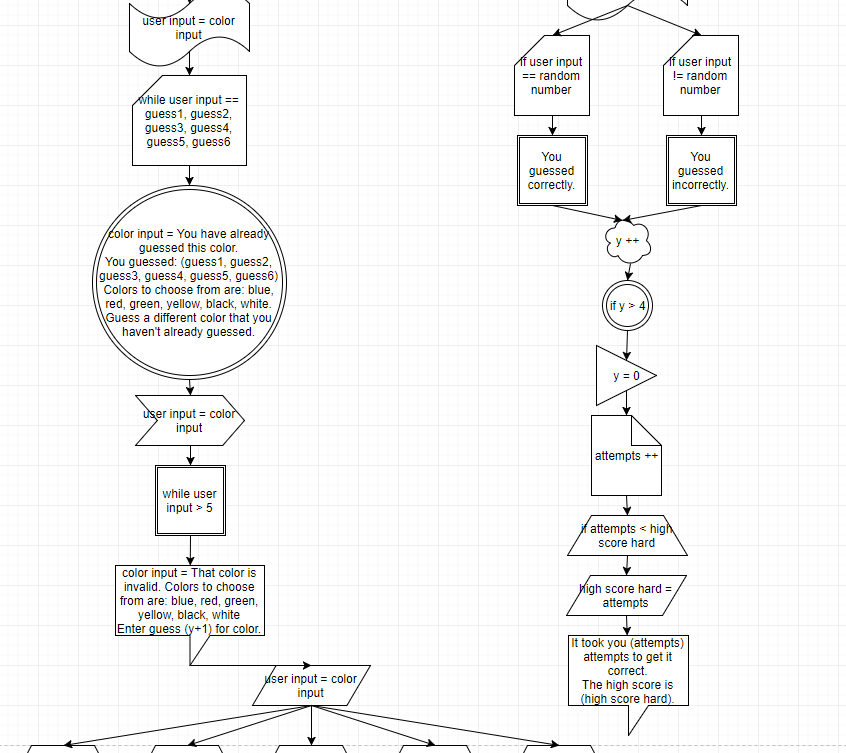 user input = color
input
while user input ==
guess1, guess2,
guess3, guess4,
guess5, guess6
color input = You have already
guessed this color.
You guessed: (guess1, guess2,
guess3, guess4, guess5, guess6)
Colors to choose from are: blue,
red, green, yellow, black, white.
Guess a different color that you
haven't already guessed.
user input = color
input
while user
input > 5
color input = That color is
invalid. Colors to choose
from are: blue, red, green,
yellow, black, white
Enter guess (y+1) for color.
user input = color
input
if user input
== random
number
if user input
!= random
number
You
guessed
correctly.
You
guessed
incorrectly.
y ++
if y > 4
y = 0
attempts ++
if attempts < high
score hard
high score hard =
attempts
It took you (attempts)
attempts to get it
correct.
The high score is
(high score hard).